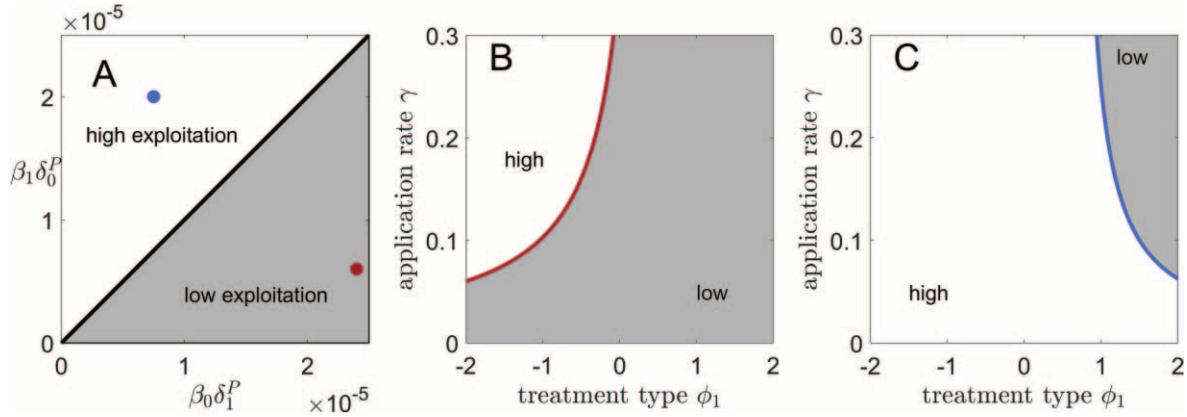 ×10⁻⁵
A
2
high exploitation
β₁δ₀ᴾ
1
low exploitation
0
0
1
2
β₀δ₁ᴾ
×10⁻⁵
B
0.3
high
0.2
application rate γ
0.1
low
0
-2
-1
0
1
2
treatment type ϕ₁
C
0.3
low
0.2
application rate γ
0.1
high
0
-2
-1
0
1
2
treatment type ϕ₁